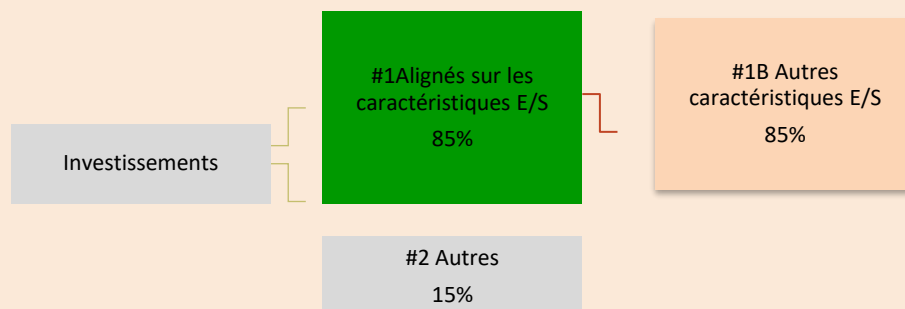 Investissements
#1Alignés sur les
caractéristiques E/S
85%
#1B Autres
caractéristiques E/S
85%
#2 Autres
15%